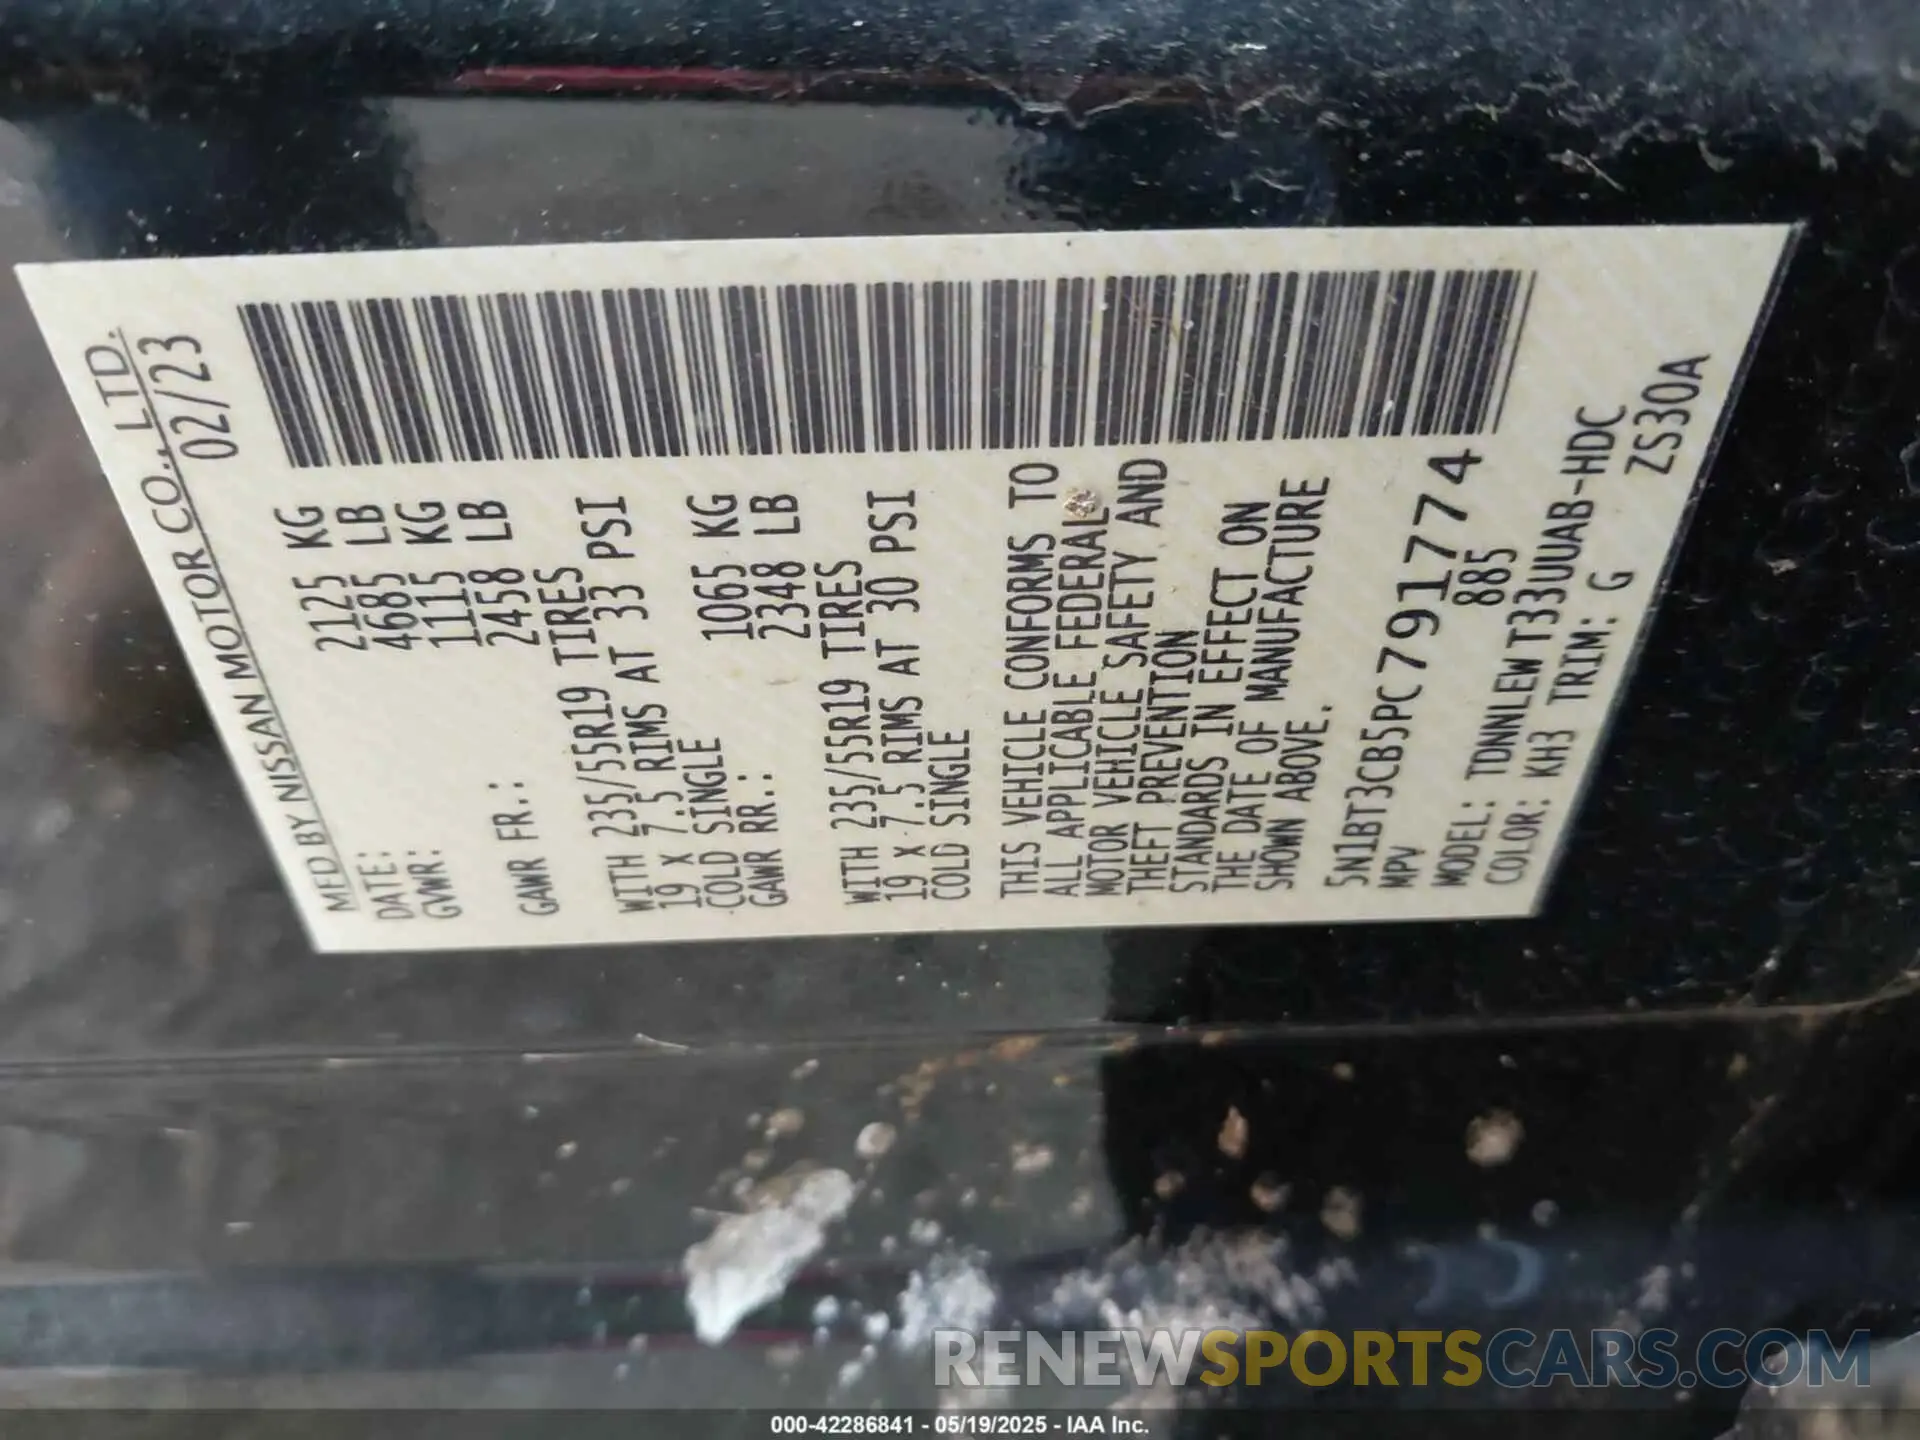 MFD BY NISSAN MOTOR CO., LTD.
DATE: 02/23
GVWR: 2125 KG
4685 LB
GAWR FR.: 1115 KG
2458 LB
WITH 235/55R19 TIRES
19 X 7.5 RIMS AT 33 PSI
COLD SINGLE
GAWR RR.: 1065 KG
2348 LB
WITH 235/55R19 TIRES
19 X 7.5 RIMS AT 30 PSI
COLD SINGLE
THIS VEHICLE CONFORMS TO
ALL APPLICABLE FEDERAL
MOTOR VEHICLE SAFETY AND
THEFT PREVENTION
STANDARDS IN EFFECT ON
THE DATE OF MANUFACTURE
SHOWN ABOVE.
5N1BT3CB5PC791774
MPV 885
MODEL: TDNNLEWT33UUAB-HDC
COLOR: KH3 TRIM: G ZS30A
RENEWSPORTSCARS.COM
000-42286841 - 05/19/2025 - IAA Inc.